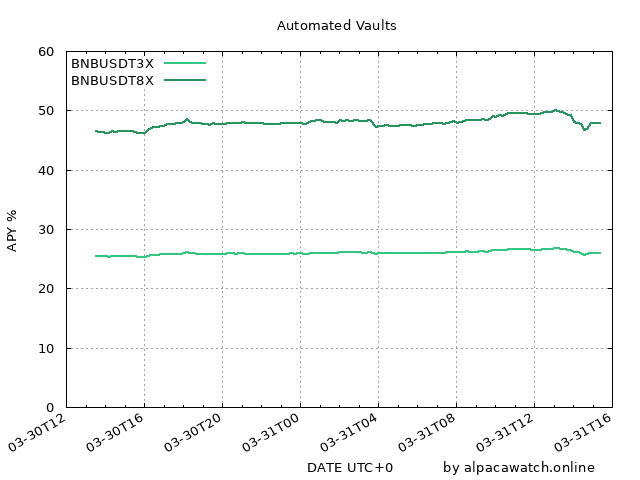 Automated Vaults
60
50
40
30
20
10
0
APY %
BNBUSDT3X
BNBUSDT8X
03-30T12
03-30T16
03-30T20
03-31T00
03-31T04
03-31T08
03-31T12
03-31T16
DATE UTC+0
by alpacawatch.online